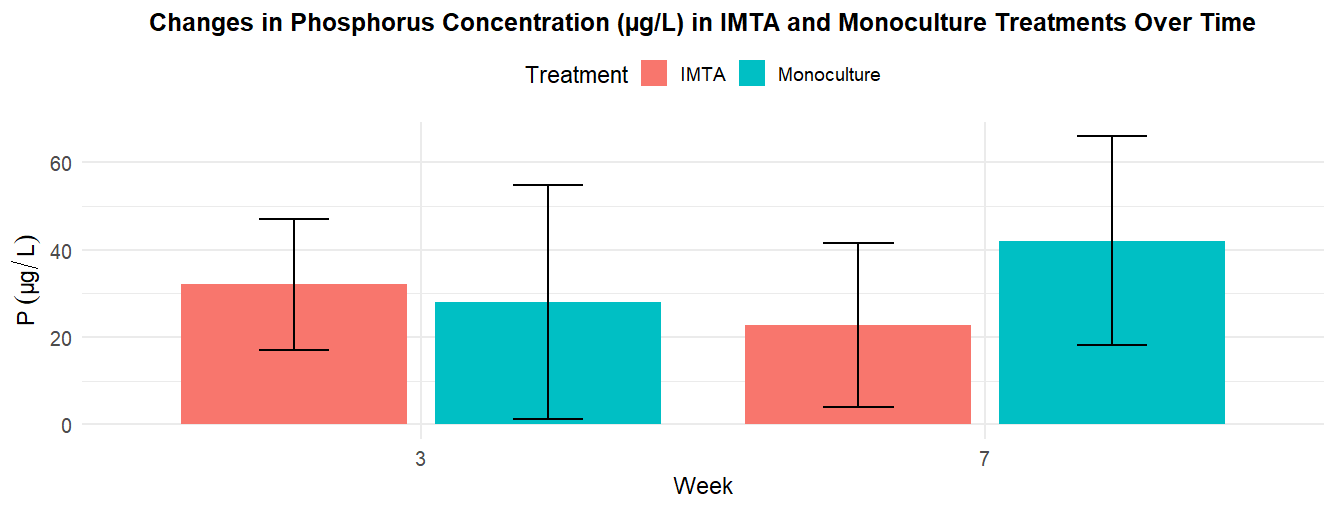 Changes in Phosphorus Concentration (µg/L) in IMTA and Monoculture Treatments Over Time
Treatment IMTA Monoculture
P (µg/L)
60
40
20
0
3 7
Week